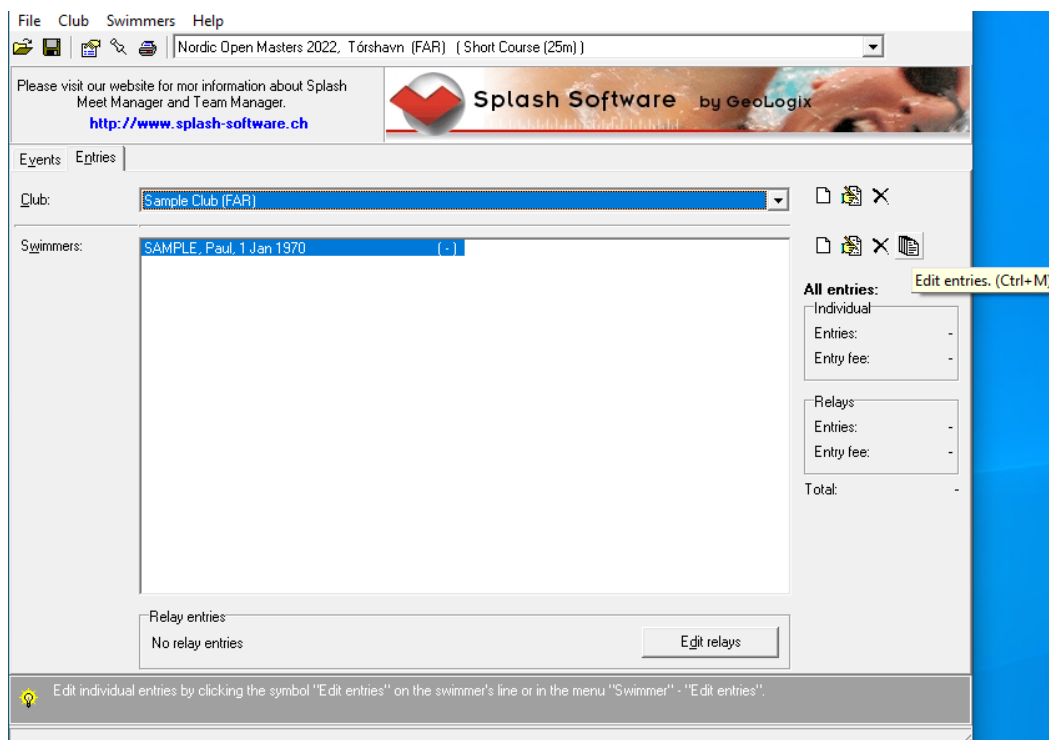 File Club Swimmers Help
Nordic Open Masters 2022, Tórshavn (FAR) ( Short Course (25m) )
Please visit our website for mor information about Splash
Meet Manager and Team Manager.
http://www.splash-software.ch
Splash Software by GeoLogix
Events Entries
Club: Sample Club (FAR)
Swimmers: SAMPLE, Paul, 1 Jan 1970 ( - )
Edit entries. (Ctrl+M)
All entries:
Individual
Entries: -
Entry fee: -
Relays
Entries: -
Entry fee: -
Total: -
Relay entries
No relay entries Edit relays
Edit individual entries by clicking the symbol "Edit entries" on the swimmer's line or in the menu "Swimmer" - "Edit entries".